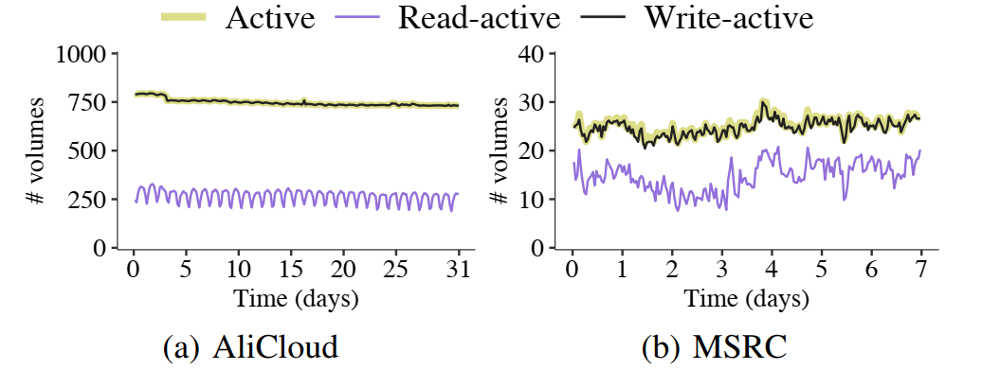 Active Read-active Write-active
# volumes
1000
750
500
250
0
0 5 10 15 20 25 31
Time (days)
(a) AliCloud
# volumes
40
30
20
10
0
0 1 2 3 4 5 6 7
Time (days)
(b) MSRC